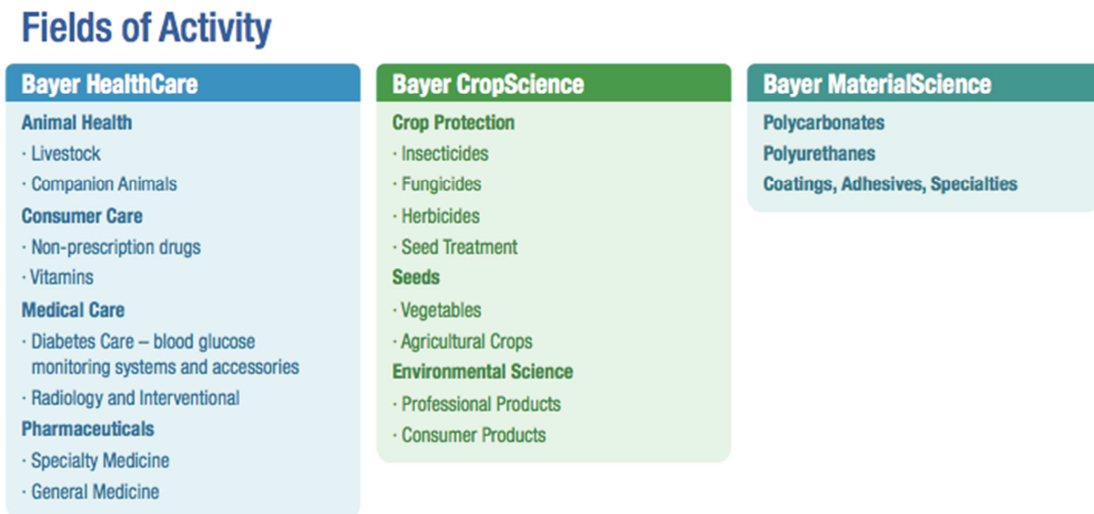 Fields of Activity
Bayer HealthCare
Animal Health
· Livestock
· Companion Animals
Consumer Care
· Non-prescription drugs
· Vitamins
Medical Care
· Diabetes Care – blood glucose
monitoring systems and accessories
· Radiology and Interventional
Pharmaceuticals
· Specialty Medicine
· General Medicine
Bayer CropScience
Crop Protection
· Insecticides
· Fungicides
· Herbicides
· Seed Treatment
Seeds
· Vegetables
· Agricultural Crops
Environmental Science
· Professional Products
· Consumer Products
Bayer MaterialScience
Polycarbonates
Polyurethanes
Coatings, Adhesives, Specialties